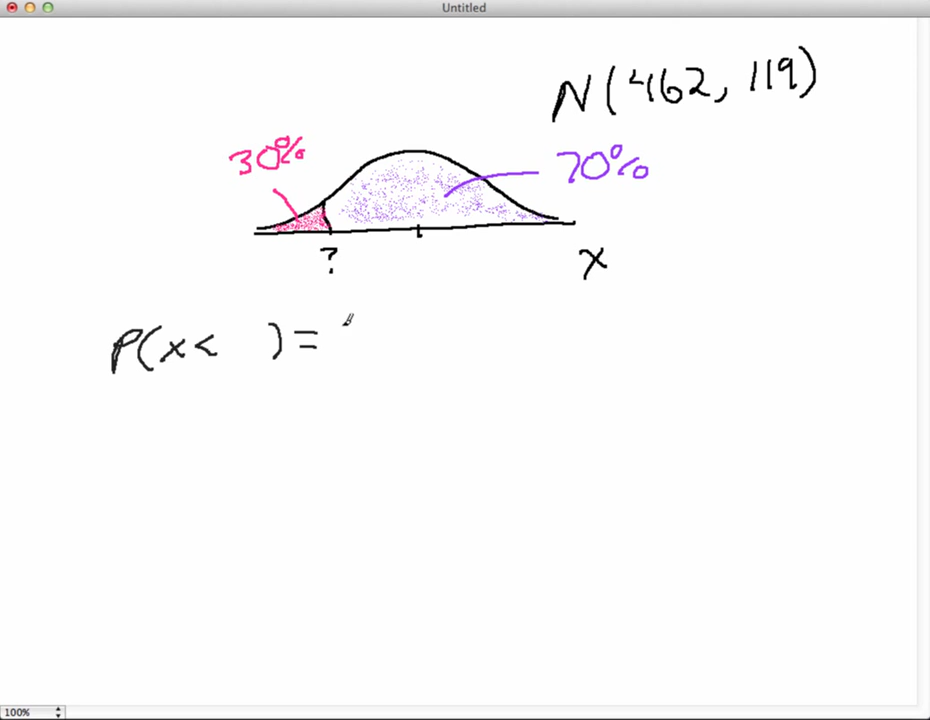 Untitled
N(462, 119)
30%
70%
?
x
P(x<   )=
100%